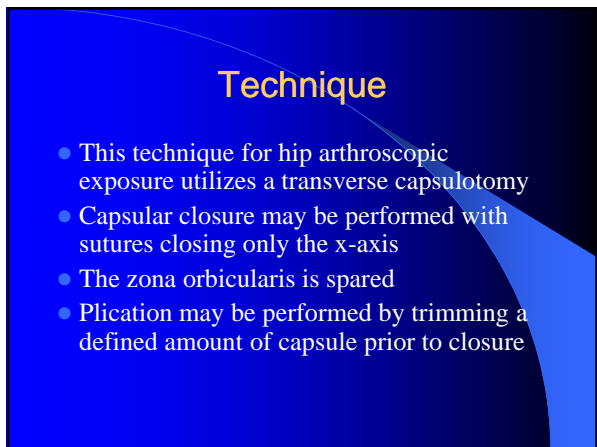 Technique
This technique for hip arthroscopic
exposure utilizes a transverse capsulotomy
Capsular closure may be performed with
sutures closing only the x-axis
The zona orbicularis is spared
Plication may be performed by trimming a
defined amount of capsule prior to closure